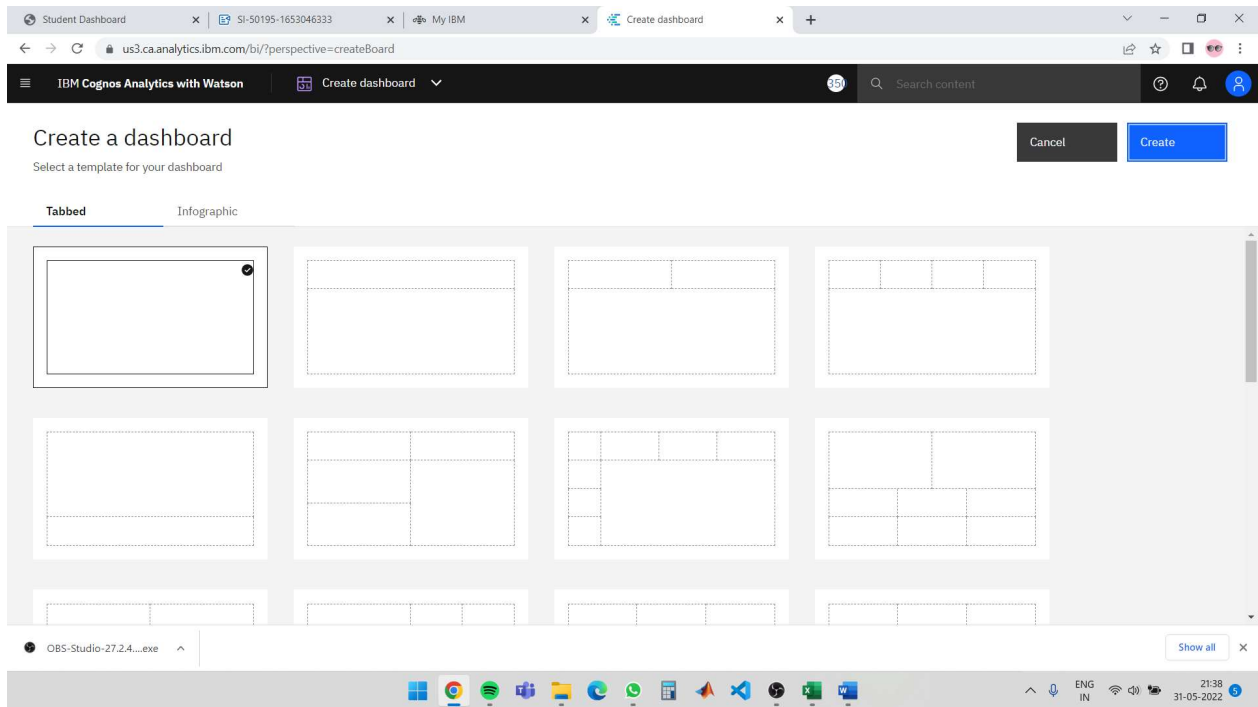 Student Dashboard
SI-50195-1653046333
My IBM
Create dashboard
us3.ca.analytics.ibm.com/bi/?perspective=createBoard
IBM Cognos Analytics with Watson
Create dashboard
350
Search content
Create a dashboard
Cancel
Create
Select a template for your dashboard
Tabbed
Infographic
OBS-Studio-27.2.4....exe
Show all
ENG
IN
21:38
31-05-2022
5